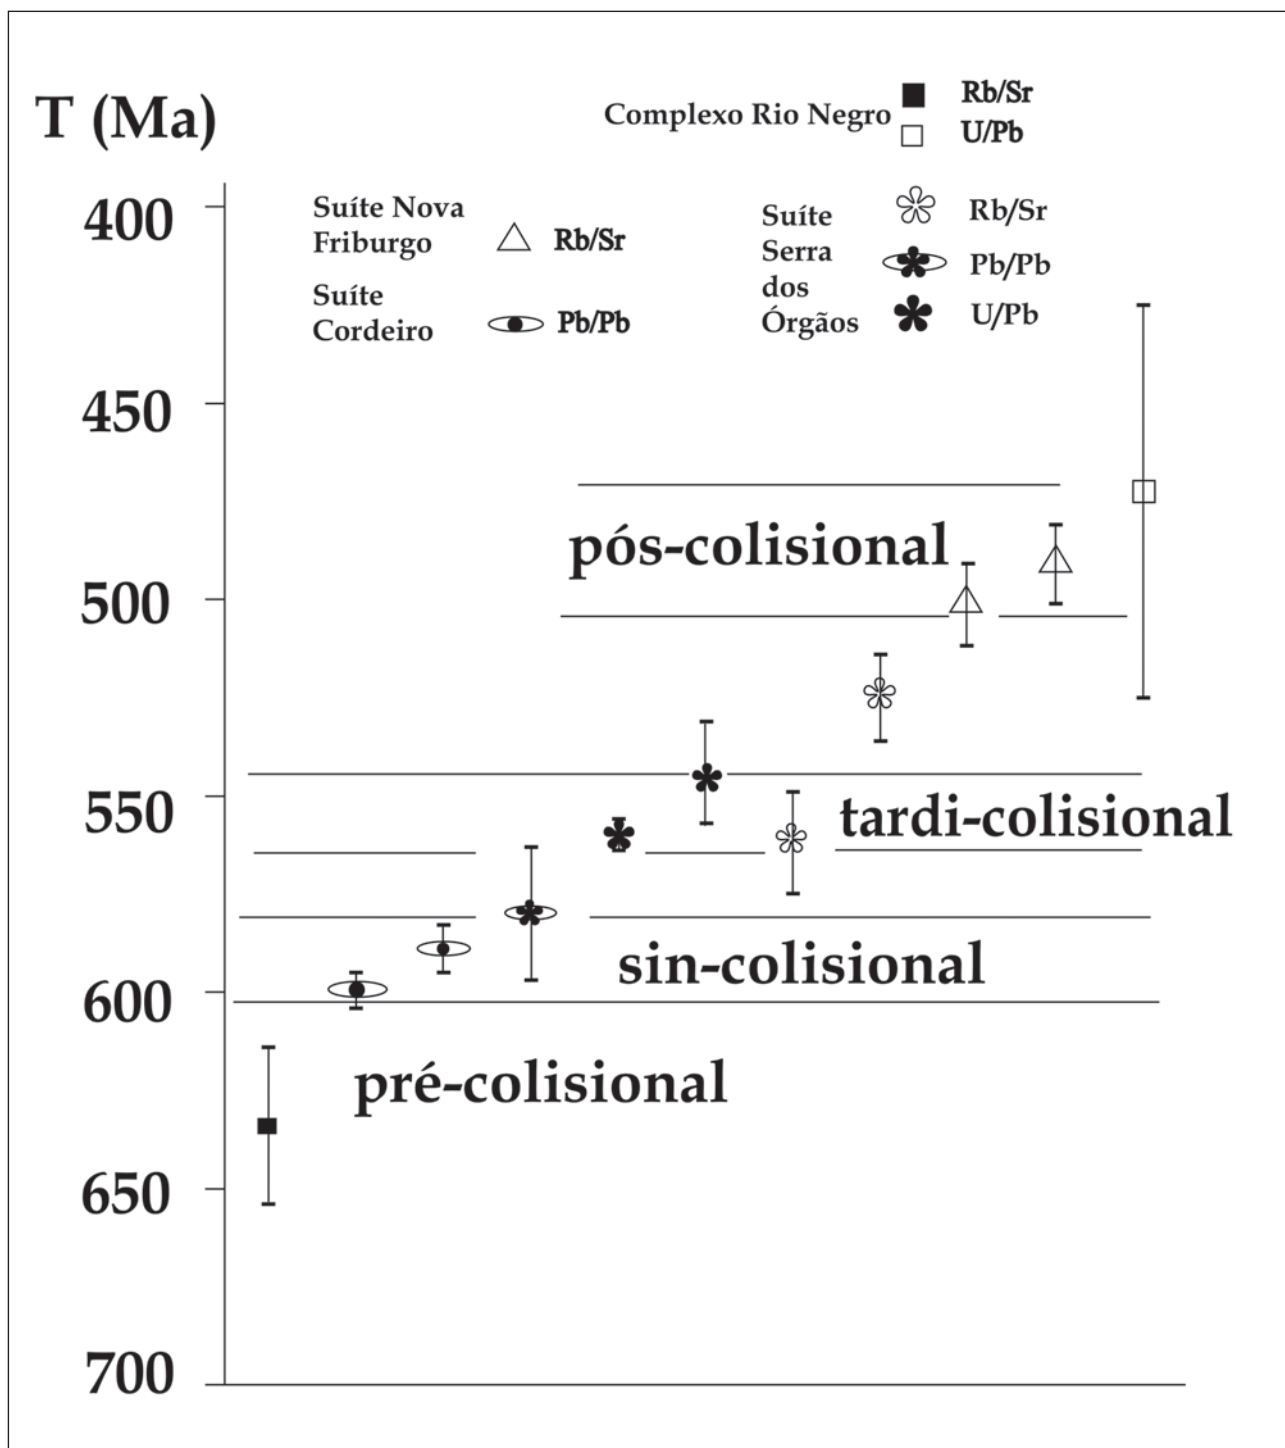 T (Ma)
Complexo Rio Negro
Rb/Sr
U/Pb
400
Suíte Nova
Friburgo
Rb/Sr
Suíte
Cordeiro
Pb/Pb
Suíte
Serra
dos
Órgãos
Rb/Sr
Pb/Pb
U/Pb
450
pós-colisional
500
550
tardi-colisional
sin-colisional
600
pré-colisional
650
700